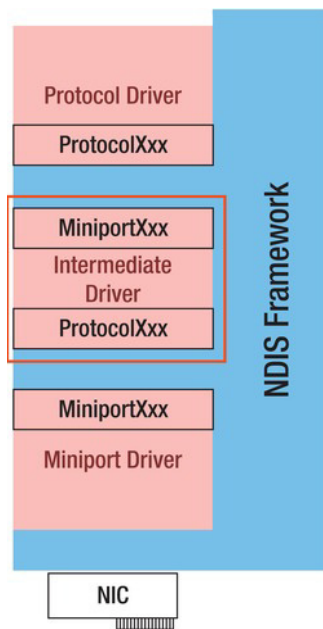 Protocol Driver
ProtocolXxx
MiniportXxx
Intermediate
Driver
ProtocolXxx
MiniportXxx
Miniport Driver
NDIS Framework
NIC